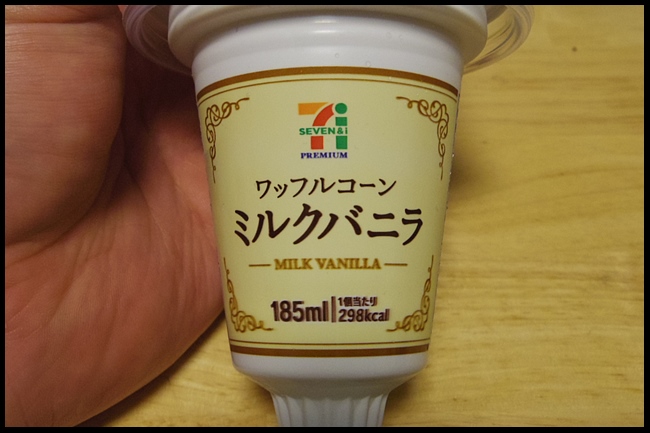 SEVEN&i
PREMIUM
ワッフルコーン
ミルクバニラ
MILK VANILLA
185ml 1個当たり
298kcal